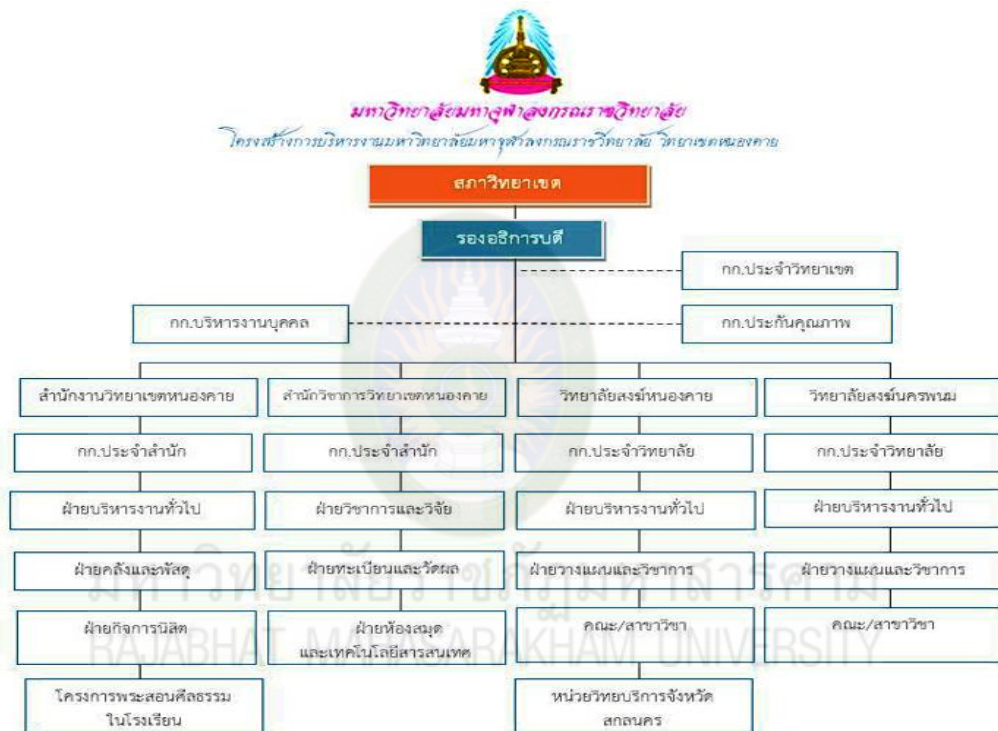 มหาวิทยาลัยมหาจุฬาลงกรณราชวิทยาลัย
โครงสร้างการบริหารงานมหาวิทยาลัยมหาจุฬาลงกรณราชวิทยาลัย วิทยาเขตหนองคาย
สภาวิทยาเขต
รองอธิการบดี
กก.ประจำวิทยาเขต
กก.บริหารงานบุคคล
กก.ประกันคุณภาพ
สำนักงานวิทยาเขตหนองคาย
สำนักวิชาการวิทยาเขตหนองคาย
วิทยาลัยสงฆ์หนองคาย
วิทยาลัยสงฆ์นครพนม
กก.ประจำสำนัก
กก.ประจำสำนัก
กก.ประจำวิทยาลัย
กก.ประจำวิทยาลัย
ฝ่ายบริหารงานทั่วไป
ฝ่ายวิชาการและวิจัย
ฝ่ายบริหารงานทั่วไป
ฝ่ายบริหารงานทั่วไป
ฝ่ายคลังและพัสดุ
ฝ่ายทะเบียนและวัดผล
ฝ่ายวางแผนและวิชาการ
ฝ่ายวางแผนและวิชาการ
มหาวิทยาลัยราชภัฏมหาสารคาม
ฝ่ายกิจการนิสิต
ฝ่ายห้องสมุด
และเทคโนโลยีสารสนเทศ
คณะ/สาขาวิชา
คณะ/สาขาวิชา
RAJABHAT MAHASARAKHAM UNIVERSITY
โครงการพระสอนศีลธรรม
ในโรงเรียน
หน่วยวิทยบริการจังหวัด
สกลนคร